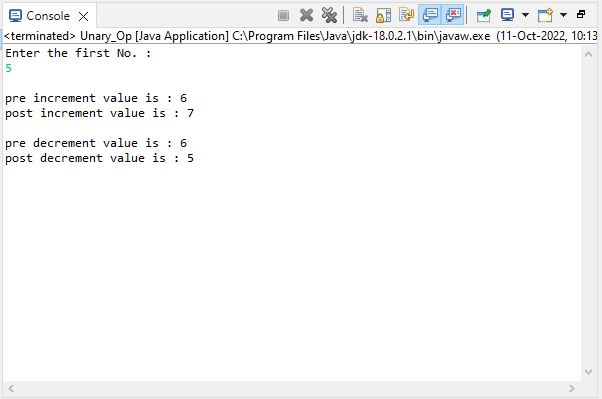 Console
<terminated> Unary_Op [Java Application] C:\Program Files\Java\jdk-18.0.2.1\bin\javaw.exe (11-Oct-2022, 10:13
Enter the first No. :
5
pre increment value is : 6
post increment value is : 7
pre decrement value is : 6
post decrement value is : 5